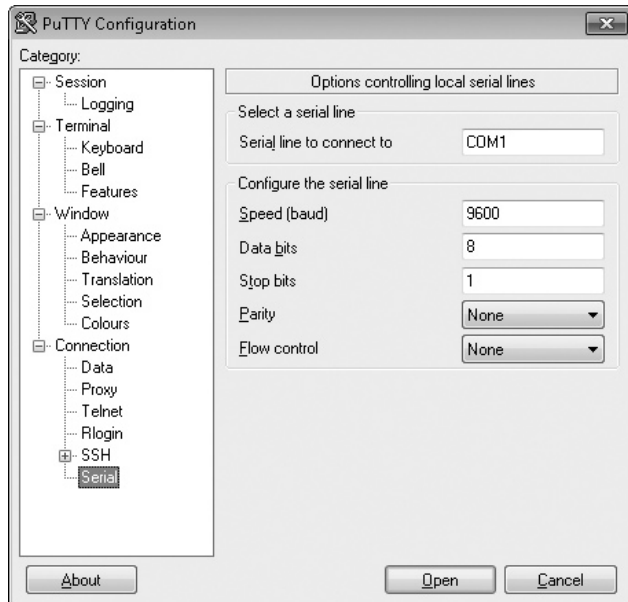 PuTTY Configuration
Category:
Session
Logging
Terminal
Keyboard
Bell
Features
Window
Appearance
Behaviour
Translation
Selection
Colours
Connection
Data
Proxy
Telnet
Rlogin
SSH
Serial
Options controlling local serial lines
Select a serial line
Serial line to connect to COM1
Configure the serial line
Speed (baud) 9600
Data bits 8
Stop bits 1
Parity None
Flow control None
About Open Cancel